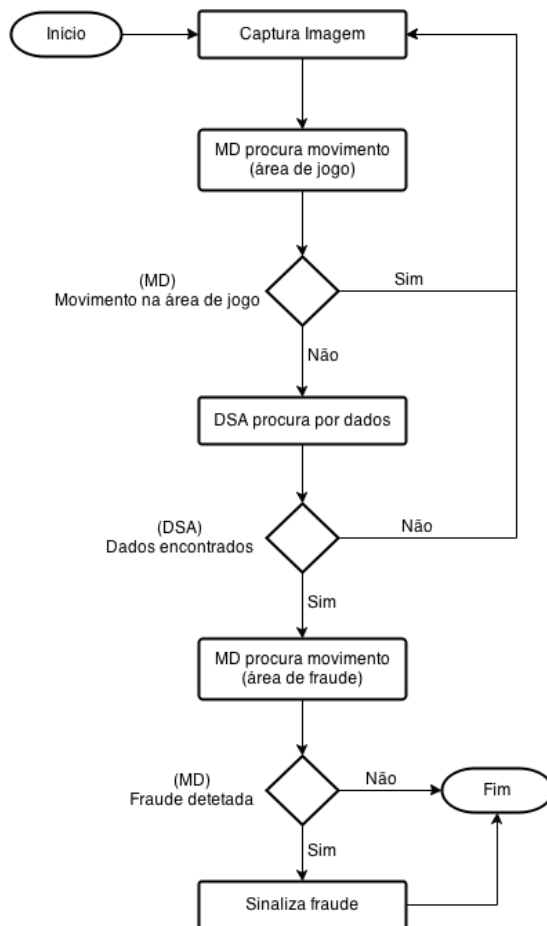 Início
Captura Imagem
MD procura movimento
(área de jogo)
(MD)
Movimento na área de jogo
Sim
Não
DSA procura por dados
(DSA)
Dados encontrados
Não
Sim
MD procura movimento
(área de fraude)
(MD)
Fraude detetada
Não
Fim
Sim
Sinaliza fraude